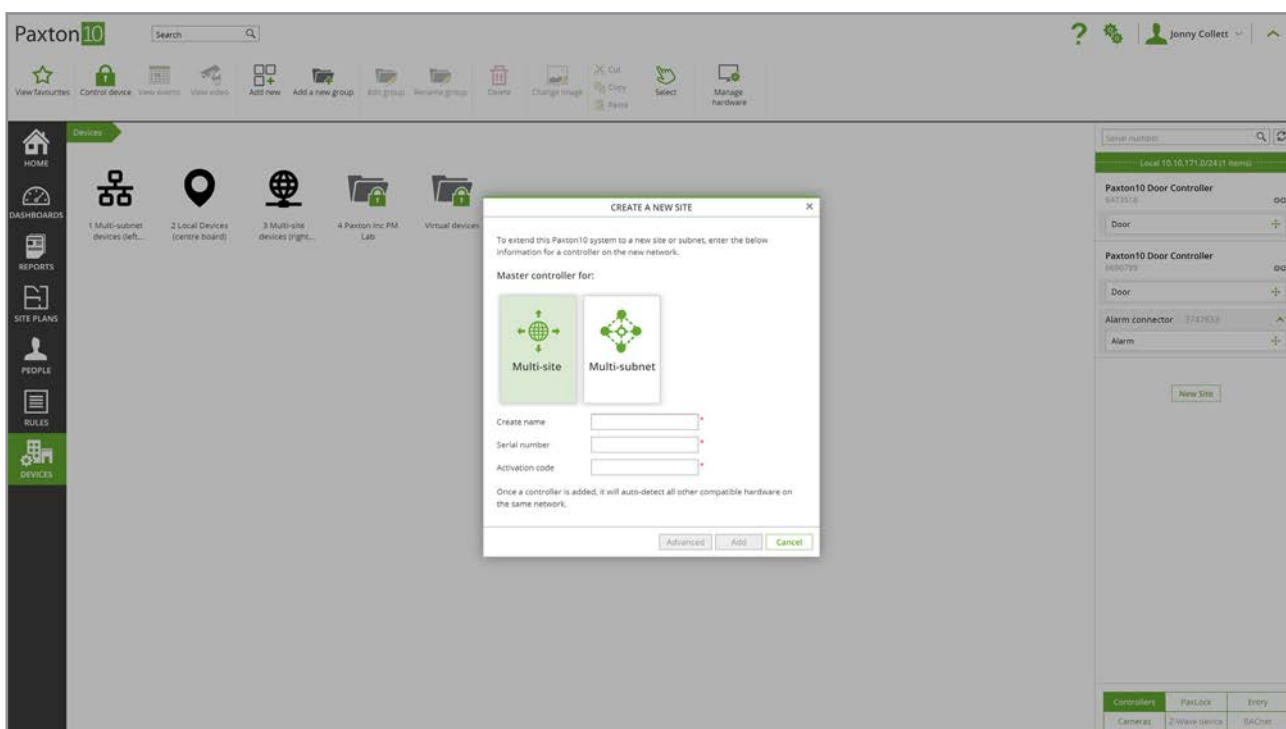 Paxton10
Search
Jonny Collett
View favourites
Control device
View events
View video
Add new
Add a new group
Edit group
Rename group
Delete
Change image
Cut
Copy
Paste
Select
Manage
hardware
HOME
DASHBOARDS
REPORTS
SITE PLANS
PEOPLE
RULES
DEVICES
Devices
1 Multi-subnet
devices (left...
2 Local Devices
(centre board)
3 Multi-site
devices (right...
4 Paxton Inc PM
Lab
Virtual devices
CREATE A NEW SITE
To extend this Paxton10 system to a new site or subnet, enter the below
information for a controller on the new network.
Master controller for:
Multi-site
Multi-subnet
Create name *
Serial number *
Activation code *
Once a controller is added, it will auto-detect all other compatible hardware on
the same network.
Advanced
Add
Cancel
Serial number
Local 10.10.171.0/24 (1 items)
Paxton10 Door Controller
Door
Paxton10 Door Controller
Door
Alarm connector
Alarm
New Site
Controllers
PaxLock
Entry
Cameras
Z-Wave device
BACnet